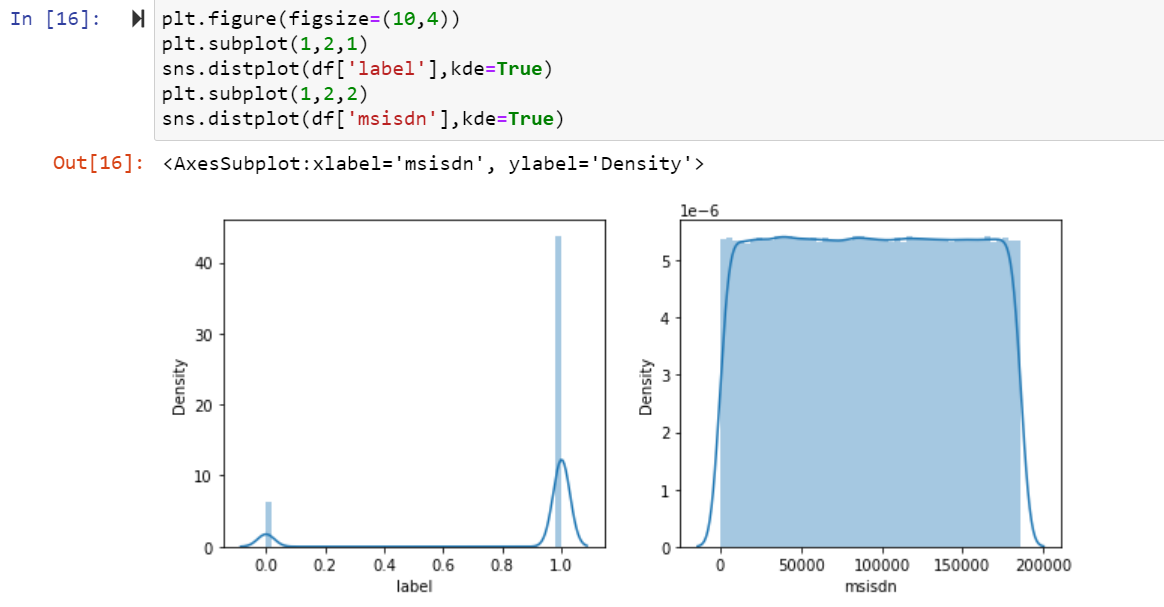 In [16]:
plt.figure(figsize=(10,4))
plt.subplot(1,2,1)
sns.distplot(df['label'],kde=True)
plt.subplot(1,2,2)
sns.distplot(df['msisdn'],kde=True)
Out[16]: <AxesSubplot:xlabel='msisdn', ylabel='Density'>
40
30
20
10
0
Density
0.0 0.2 0.4 0.6 0.8 1.0
label
1e-6
5
4
3
2
1
0
Density
0 50000 100000 150000 200000
msisdn